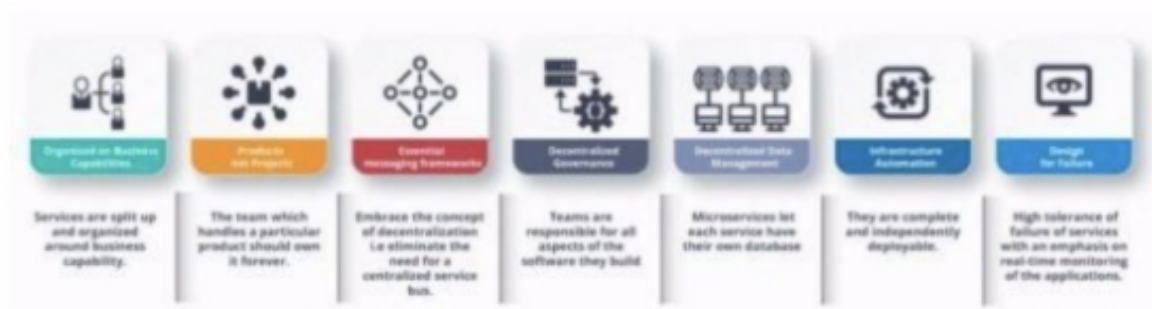 Organized on Business
Capabilities
Services are split up
and organized
around business
capability.
Products
not Projects
The team which
handles a particular
product should own
it forever.
Essential
messaging frameworks
Embrace the concept
of decentralization
i.e eliminate the
need for a
centralized service
bus.
Decentralized
Governance
Teams are
responsible for all
aspects of the
software they build
Decentralized Data
Management
Microservices let
each service have
their own database
Infrastructure
Automation
They are complete
and independently
deployable.
Design
for Failure
High tolerance of
failure of services
with an emphasis on
real-time monitoring
of the applications.